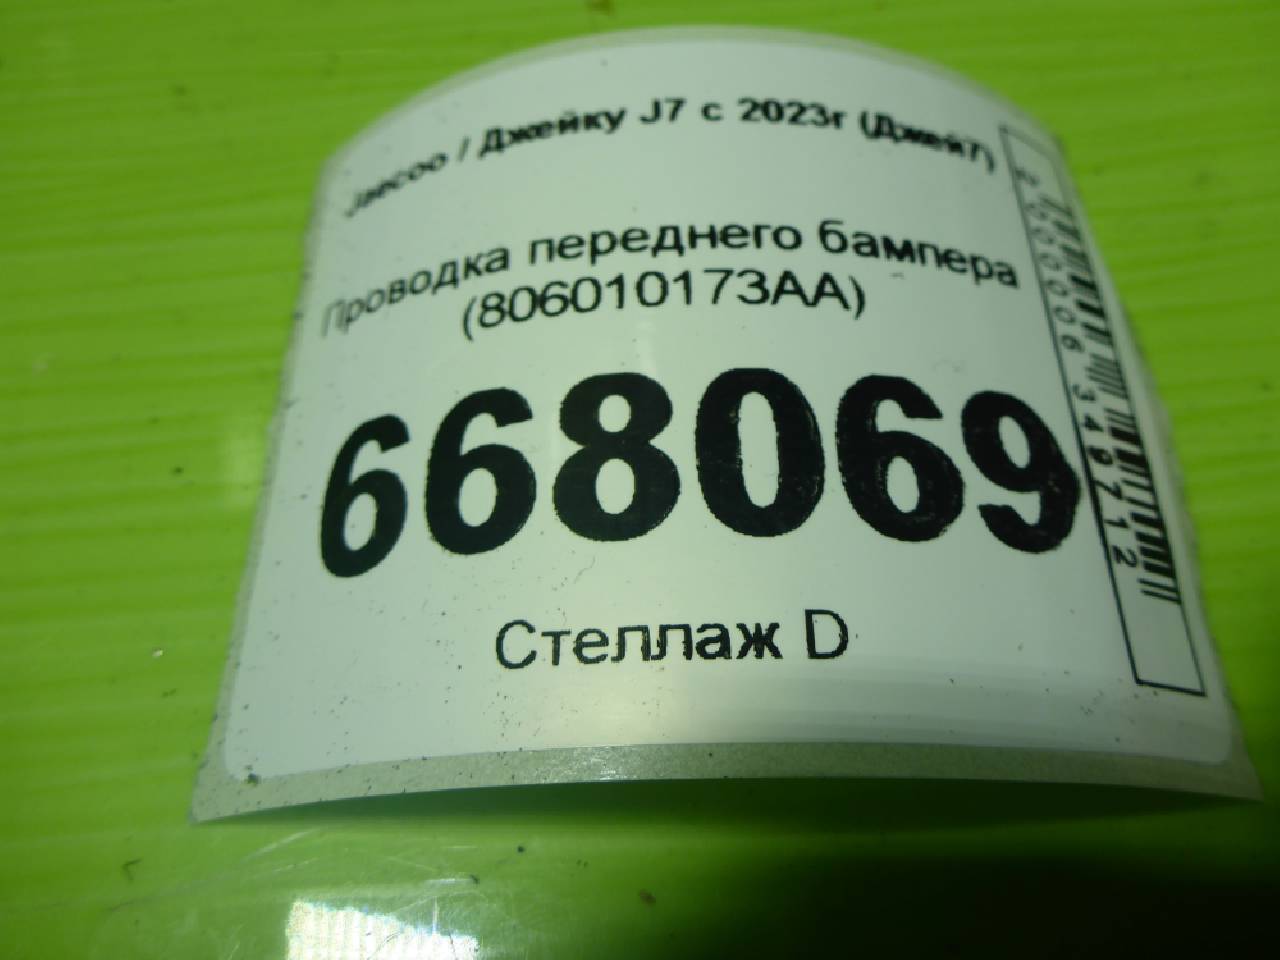 Jaecoo / Джейку J7 с 2023г (Джей7)
Проводка переднего бампера
(806010173AA)
668069
Стеллаж D